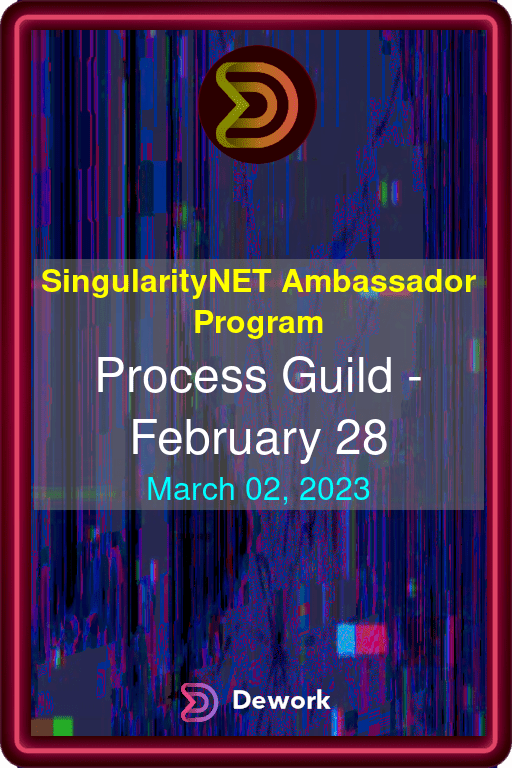 SingularityNET Ambassador
Program
Process Guild -
February 28
March 02, 2023
Dework